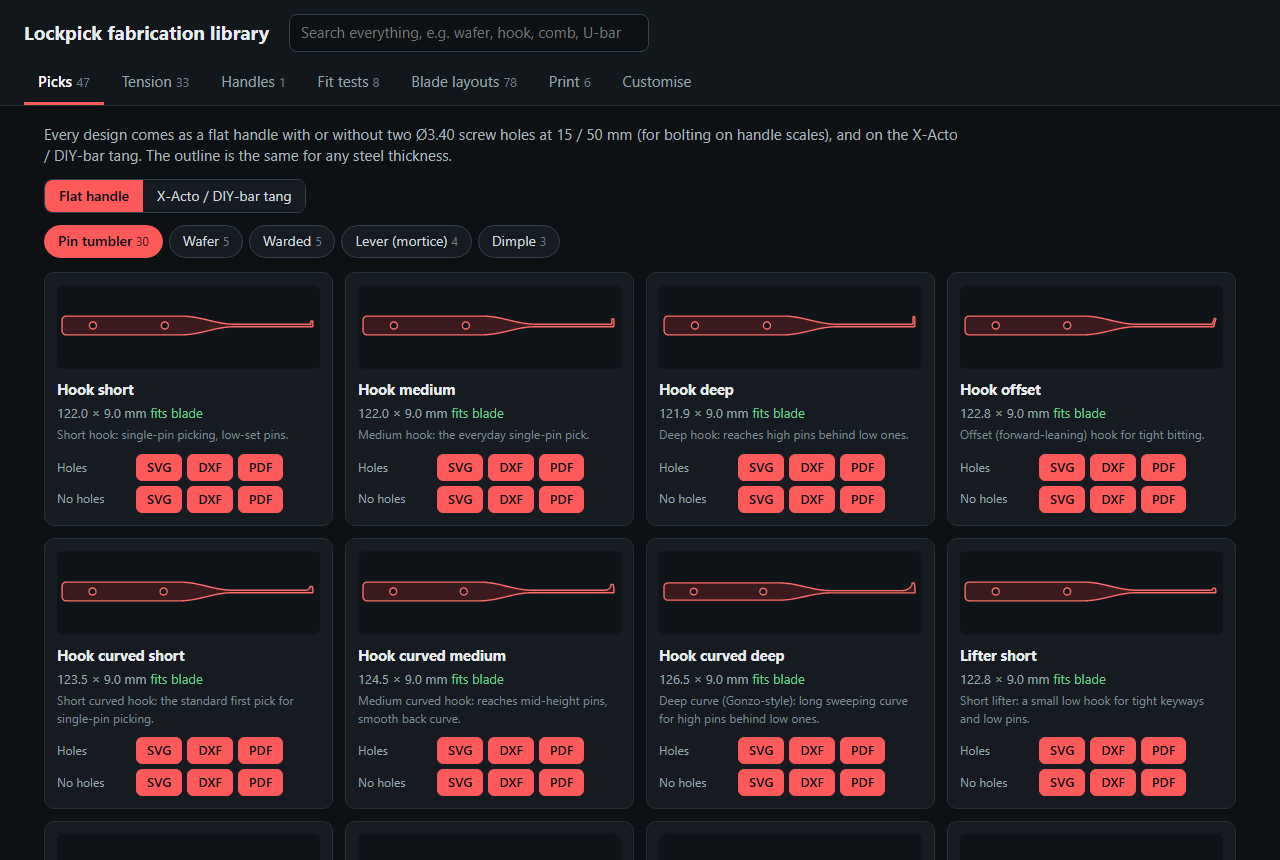 Lockpick fabrication library
Search everything, e.g. wafer, hook, comb, U-bar
Picks 47
Tension 33
Handles 1
Fit tests 8
Blade layouts 78
Print 6
Customise
Every design comes as a flat handle with or without two Ø3.40 screw holes at 15 / 50 mm (for bolting on handle scales), and on the X-Acto
/ DIY-bar tang. The outline is the same for any steel thickness.
Flat handle
X-Acto / DIY-bar tang
Pin tumbler 30
Wafer 5
Warded 5
Lever (mortice) 4
Dimple 3
Hook short
122.0 × 9.0 mm fits blade
Short hook: single-pin picking, low-set pins.
Holes SVG DXF PDF
No holes SVG DXF PDF
Hook medium
122.0 × 9.0 mm fits blade
Medium hook: the everyday single-pin pick.
Holes SVG DXF PDF
No holes SVG DXF PDF
Hook deep
121.9 × 9.0 mm fits blade
Deep hook: reaches high pins behind low ones.
Holes SVG DXF PDF
No holes SVG DXF PDF
Hook offset
122.8 × 9.0 mm fits blade
Offset (forward-leaning) hook for tight bitting.
Holes SVG DXF PDF
No holes SVG DXF PDF
Hook curved short
123.5 × 9.0 mm fits blade
Short curved hook: the standard first pick for
single-pin picking.
Holes SVG DXF PDF
No holes SVG DXF PDF
Hook curved medium
124.5 × 9.0 mm fits blade
Medium curved hook: reaches mid-height pins,
smooth back curve.
Holes SVG DXF PDF
No holes SVG DXF PDF
Hook curved deep
126.5 × 9.0 mm fits blade
Deep curve (Gonzo-style): long sweeping curve
for high pins behind low ones.
Holes SVG DXF PDF
No holes SVG DXF PDF
Lifter short
122.8 × 9.0 mm fits blade
Short lifter: a small low hook for tight keyways
and low pins.
Holes SVG DXF PDF
No holes SVG DXF PDF